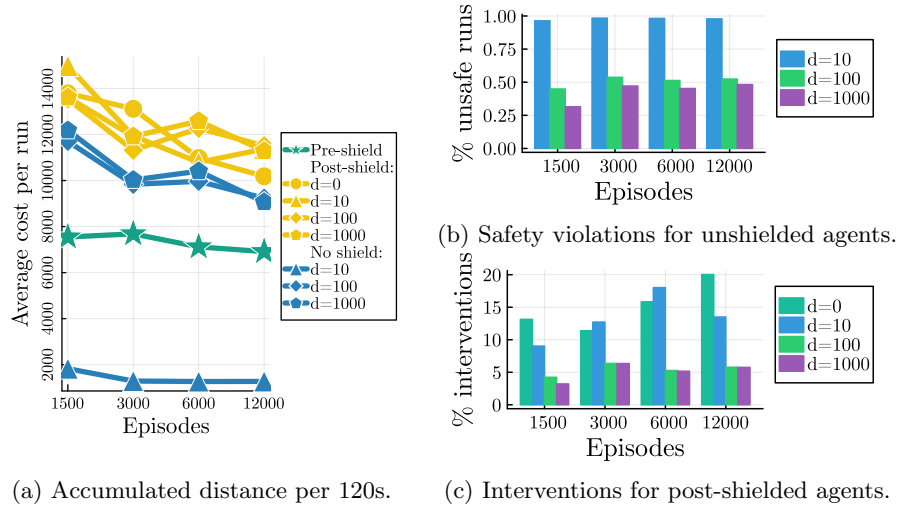 Average cost per run
14000
12000
10000
8000
6000
4000
2000
1500 3000 6000 12000
Episodes
Pre-shield
Post-shield:
d=0
d=10
d=100
d=1000
No shield:
d=10
d=100
d=1000
(a) Accumulated distance per 120s.
% unsafe runs
1.00
0.75
0.50
0.25
0.00
1500 3000 6000 12000
Episodes
d=10
d=100
d=1000
(b) Safety violations for unshielded agents.
% interventions
20
15
10
5
0
1500 3000 6000 12000
Episodes
d=0
d=10
d=100
d=1000
(c) Interventions for post-shielded agents.